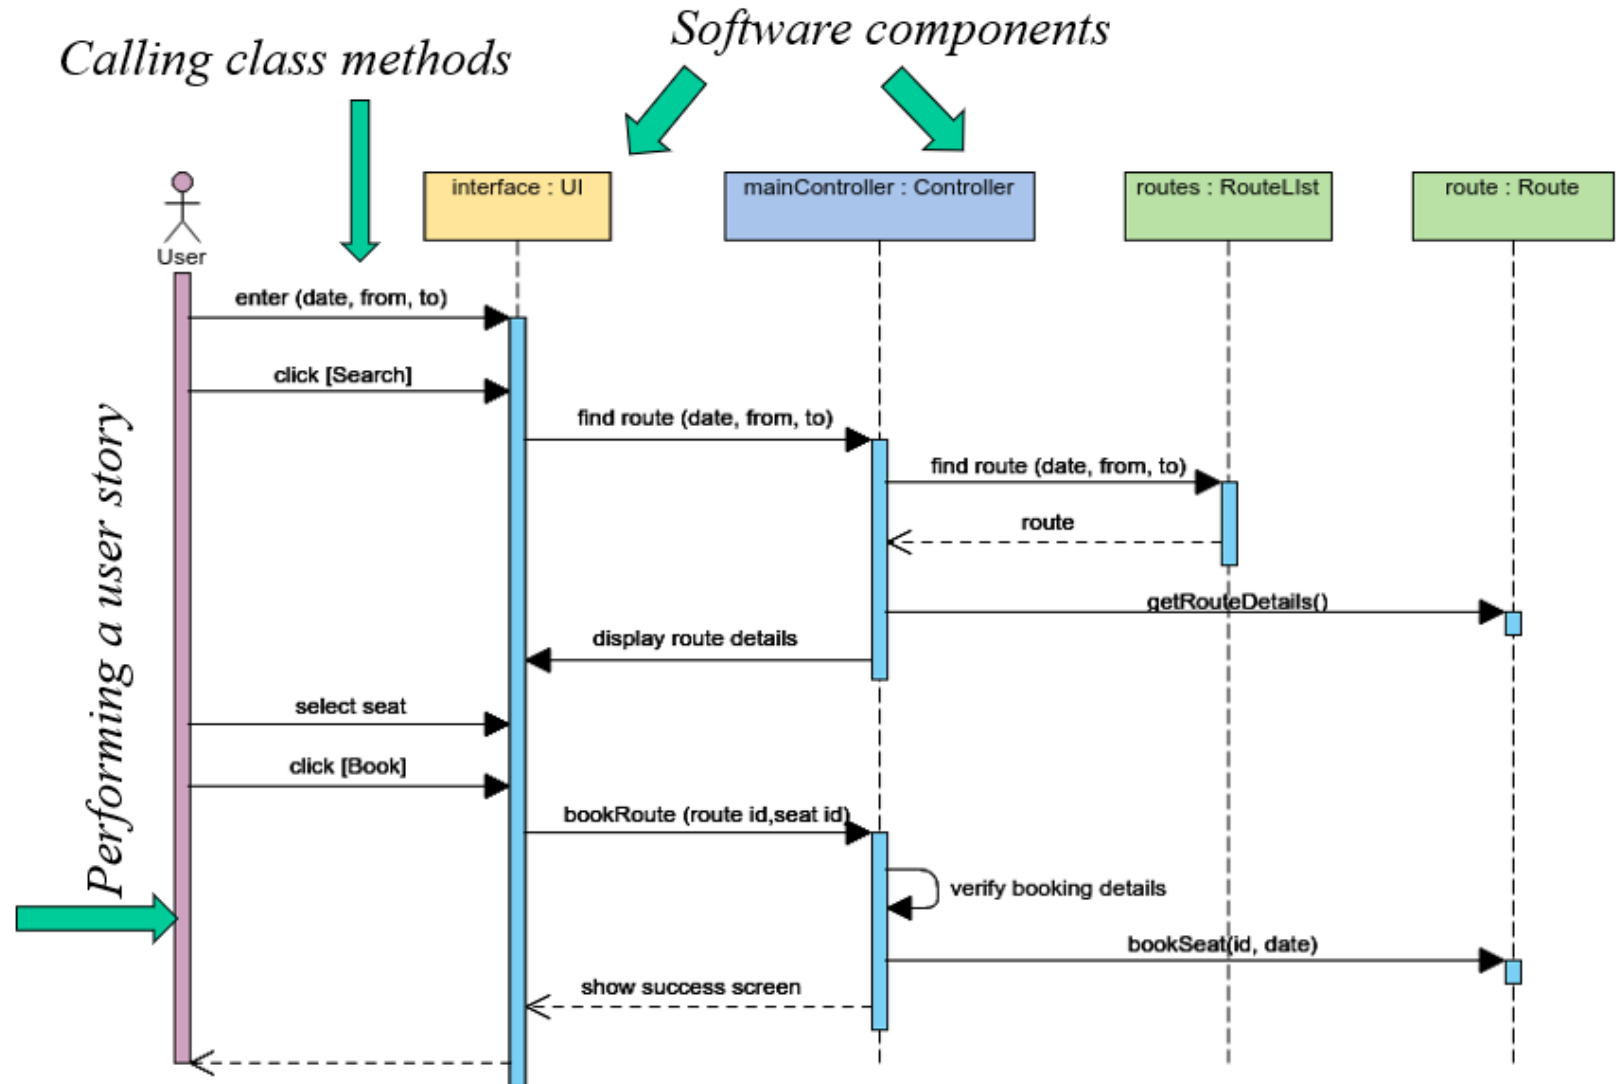 Software components
Calling class methods
interface : UI
mainController : Controller
routes : RouteLIst
route : Route
User
enter (date, from, to)
click [Search]
find route (date, from, to)
find route (date, from, to)
route
getRouteDetails()
display route details
select seat
click [Book]
bookRoute (route id,seat id)
verify booking details
bookSeat(id, date)
show success screen
Performing a user story